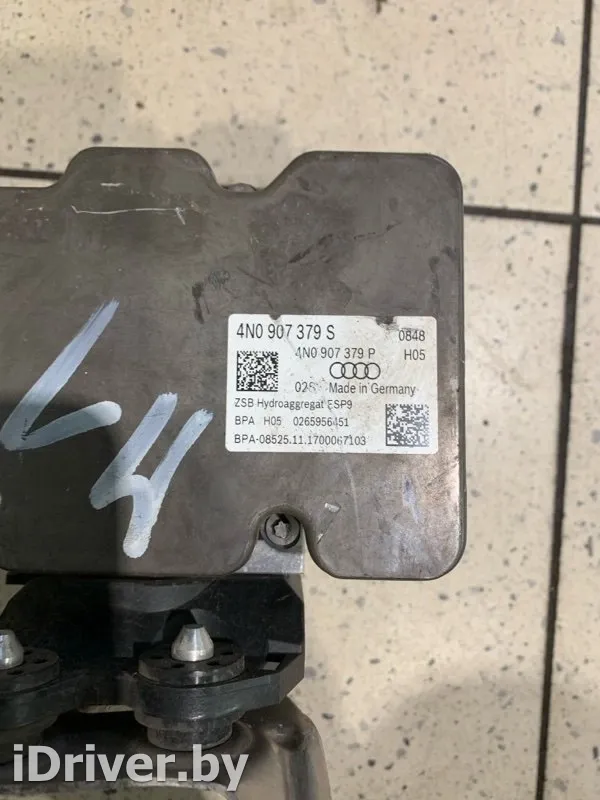 4N0 907 379 S 0848
4N0 907 379 P H05
Made in Germany
ZSB Hydroaggregat ESP9
BPA H05 0265956451
BPA-08525.11.1700067103
iDriver.by